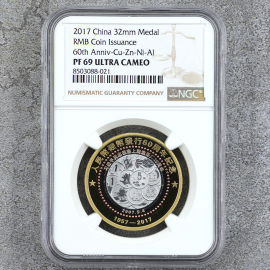 2017 China 32mm Medal
RMB Coin Issuance
60th Anniv-Cu-Zn-Ni-Al
PF 69 ULTRA CAMEO
8503088-021
NUMISMATIC GUARANTY COMPANY
NGC
1957—2017